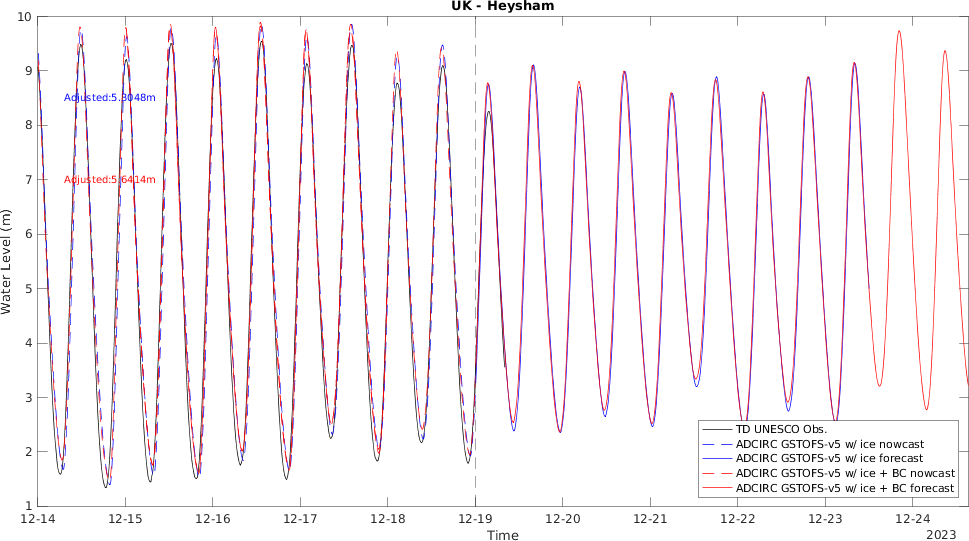 UK - Heysham
10
9
8
7
6
5
4
3
2
1
Water Level (m)
Adjusted:5.3048m
Adjusted:5.6414m
TD UNESCO Obs.
ADCIRC GSTOFS-v5 w/ ice nowcast
ADCIRC GSTOFS-v5 w/ ice forecast
ADCIRC GSTOFS-v5 w/ ice + BC nowcast
ADCIRC GSTOFS-v5 w/ ice + BC forecast
12-14 12-15 12-16 12-17 12-18 12-19 12-20 12-21 12-22 12-23 12-24
Time
2023